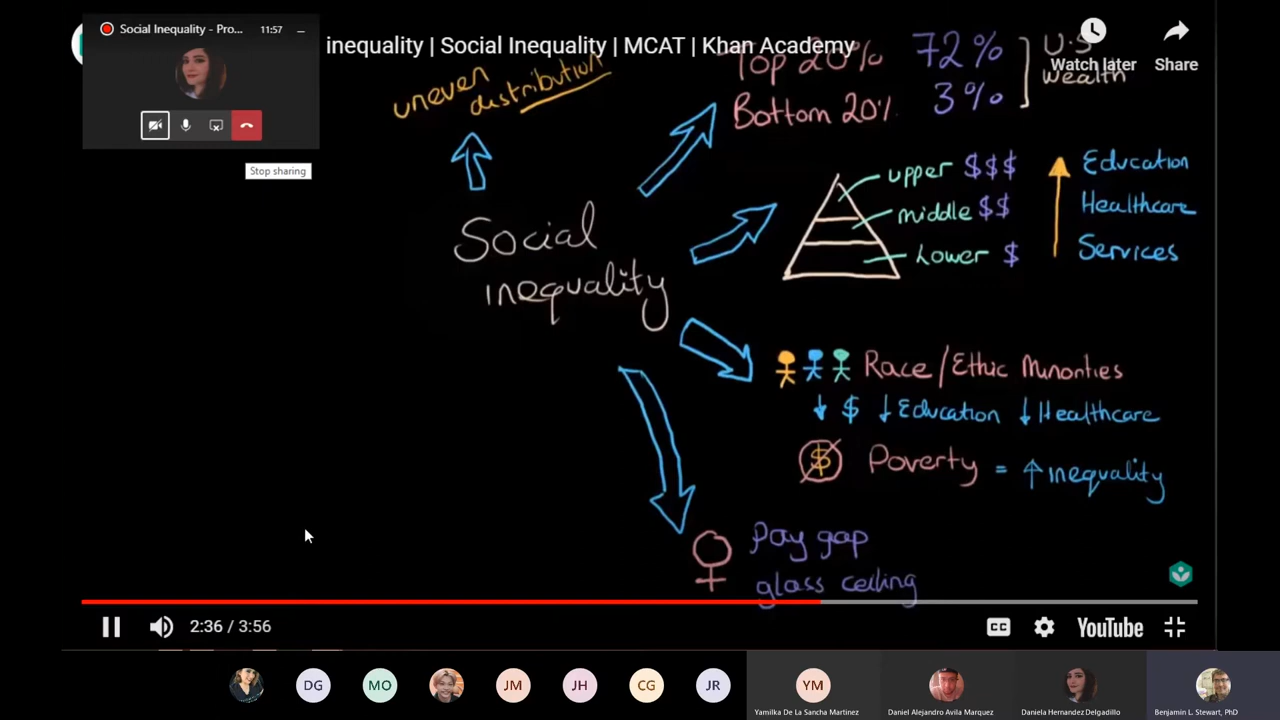 Social Inequality - Pro... 11:57
inequality | Social Inequality | MCAT | Khan Academy
Watch later
Share
Stop sharing
uneven
distribution
Top 20% 72%
Bottom 20% 3%
U.S
Wealth
Social
inequality
upper $$$
middle $$
Lower $
Education
Healthcare
Services
Race/Ethic Minorities
↓ $ ↓ Education ↓ Healthcare
$ Poverty = ↑ inequality
Pay gap
glass ceiling
2:36 / 3:56
CC
YouTube
DG
MO
JM
JH
CG
JR
YM
Yamilka De La Sancha Martinez
Daniel Alejandro Avila Marquez
Daniela Hernandez Delgadillo
Benjamin L. Stewart, PhD